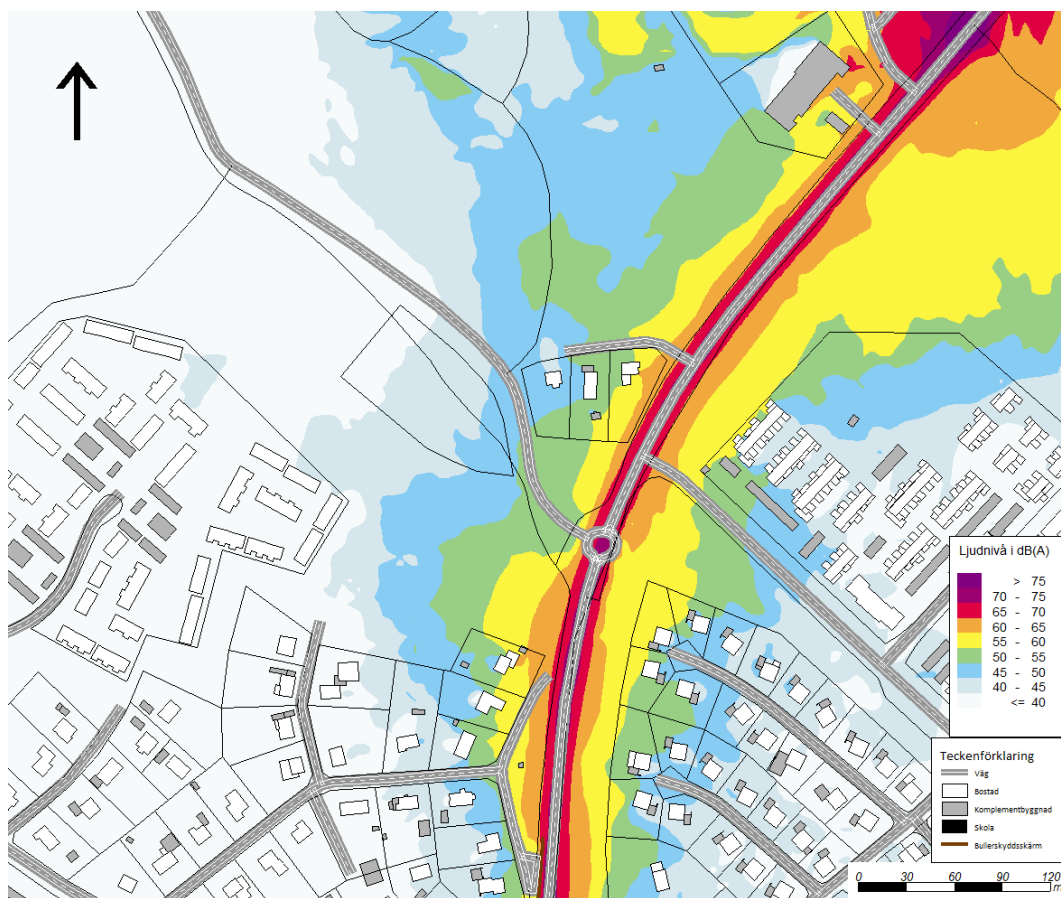 Ljudnivå i dB(A)
> 75
70 - 75
65 - 70
60 - 65
55 - 60
50 - 55
45 - 50
40 - 45
<= 40
Teckenförklaring
Väg
Bostad
Komplementbyggnad
Skola
Bullerskyddsskärm
0 30 60 90 120
m